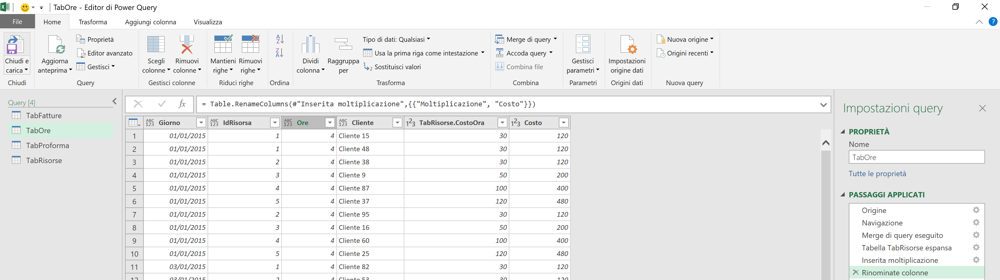 TabOre - Editor di Power Query
File Home Trasforma Aggiungi colonna Visualizza
Chiudi e carica
Chiudi
Aggiorna anteprima
Proprietà
Editor avanzato
Gestisci
Query
Scegli colonne
Rimuovi colonne
Gestisci colonne
Mantieni righe
Rimuovi righe
Riduci righe
Ordina
Dividi colonna
Raggruppa per
Tipo di dati: Qualsiasi
Usa la prima riga come intestazione
Sostituisci valori
Trasforma
Merge di query
Accoda query
Combina file
Combina
Gestisci parametri
Parametri
Impostazioni origine dati
Origini dati
Nuova origine
Origini recenti
Nuova query
Query [4]
TabFatture
TabOre
TabProforma
TabRisorse
fx = Table.RenameColumns(#"Inserita moltiplicazione",{{"Moltiplicazione", "Costo"}})
ABC 123 Giorno ABC 123 IdRisorsa ABC 123 Ore ABC 123 Cliente 123 TabRisorse.CostoOra 123 Costo
1 01/01/2015 1 4 Cliente 15 30 120
2 01/01/2015 1 4 Cliente 48 30 120
3 01/01/2015 2 4 Cliente 38 30 120
4 01/01/2015 3 4 Cliente 9 50 200
5 01/01/2015 4 4 Cliente 87 100 400
6 01/01/2015 5 4 Cliente 37 120 480
7 01/01/2015 2 4 Cliente 95 30 120
8 01/01/2015 3 4 Cliente 16 50 200
9 01/01/2015 4 4 Cliente 60 100 400
10 01/01/2015 5 4 Cliente 25 120 480
11 03/01/2015 1 4 Cliente 82 30 120
12 03/01/2015 2 4 Cliente 53 30 120
Impostazioni query
PROPRIETÀ
Nome
TabOre
Tutte le proprietà
PASSAGGI APPLICATI
Origine
Navigazione
Merge di query eseguito
Tabella TabRisorse espansa
Inserita moltiplicazione
Rinominate colonne